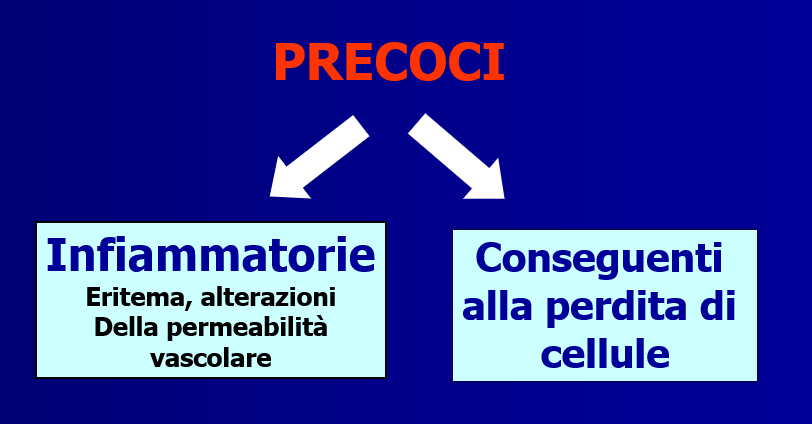 PRECOCI
Infiammatorie
Eritema, alterazioni
Della permeabilità
vascolare
Conseguenti
alla perdita di
cellule